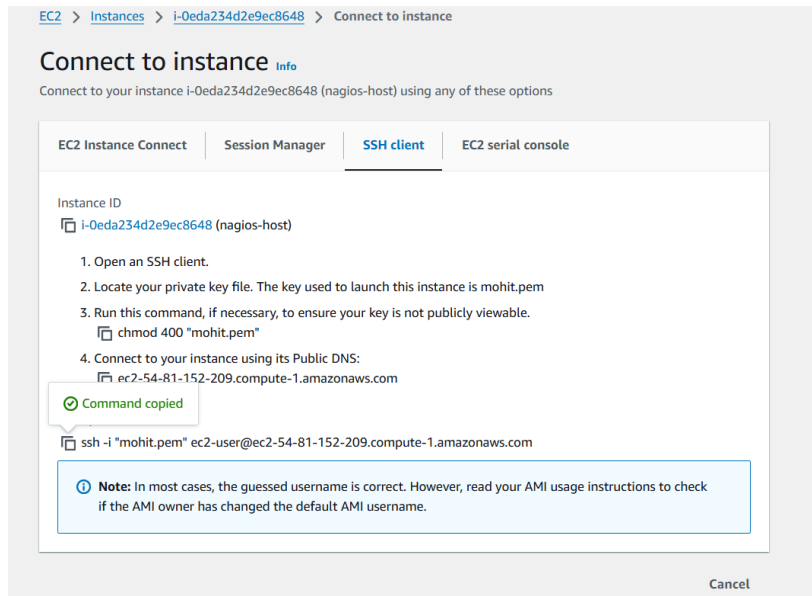 EC2 > Instances > i-0eda234d2e9ec8648 > Connect to instance
Connect to instance Info
Connect to your instance i-0eda234d2e9ec8648 (nagios-host) using any of these options
EC2 Instance Connect Session Manager SSH client EC2 serial console
Instance ID
i-0eda234d2e9ec8648 (nagios-host)
1. Open an SSH client.
2. Locate your private key file. The key used to launch this instance is mohit.pem
3. Run this command, if necessary, to ensure your key is not publicly viewable.
chmod 400 "mohit.pem"
4. Connect to your instance using its Public DNS:
ec2-54-81-152-209.compute-1.amazonaws.com
Command copied
ssh -i "mohit.pem" ec2-user@ec2-54-81-152-209.compute-1.amazonaws.com
Note: In most cases, the guessed username is correct. However, read your AMI usage instructions to check
if the AMI owner has changed the default AMI username.
Cancel